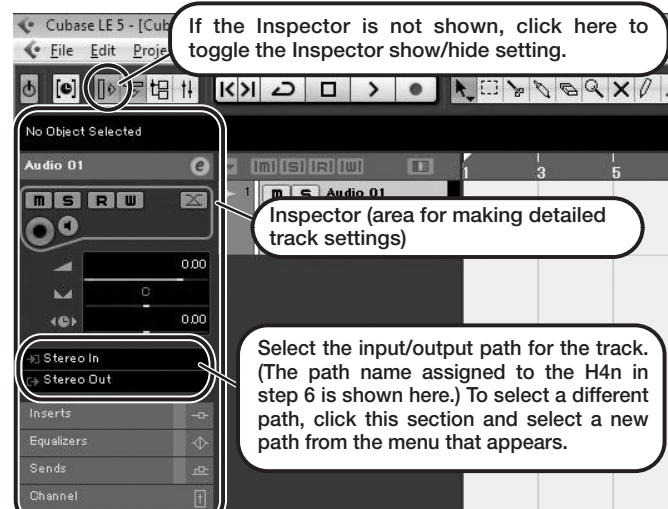 Cubase LE 5 - [Cub
File Edit Proje
If the Inspector is not shown, click here to
toggle the Inspector show/hide setting.
No Object Selected
Audio 01 e
M S R W
0.00
C
0.00
Stereo In
Stereo Out
Inserts
Equalizers
Sends
Channel
M S R W
1 3 5
1 M S Audio 01
Inspector (area for making detailed
track settings)
Select the input/output path for the track.
(The path name assigned to the H4n in
step 6 is shown here.) To select a different
path, click this section and select a new
path from the menu that appears.